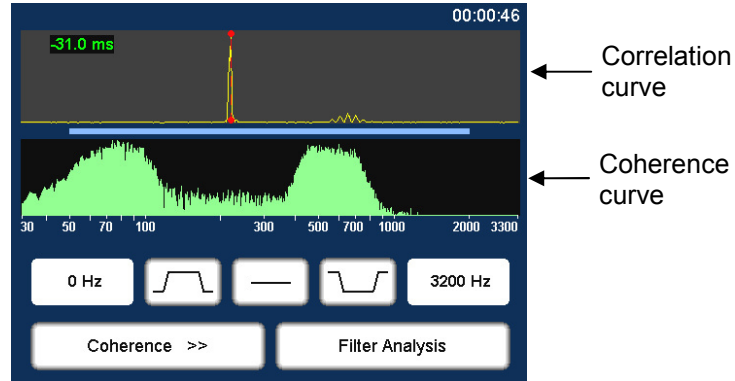 00:00:46
-31.0 ms
Correlation
curve
Coherence
curve
30 50 70 100 300 500 700 1000 2000 3300
0 Hz 3200 Hz
Coherence >> Filter Analysis